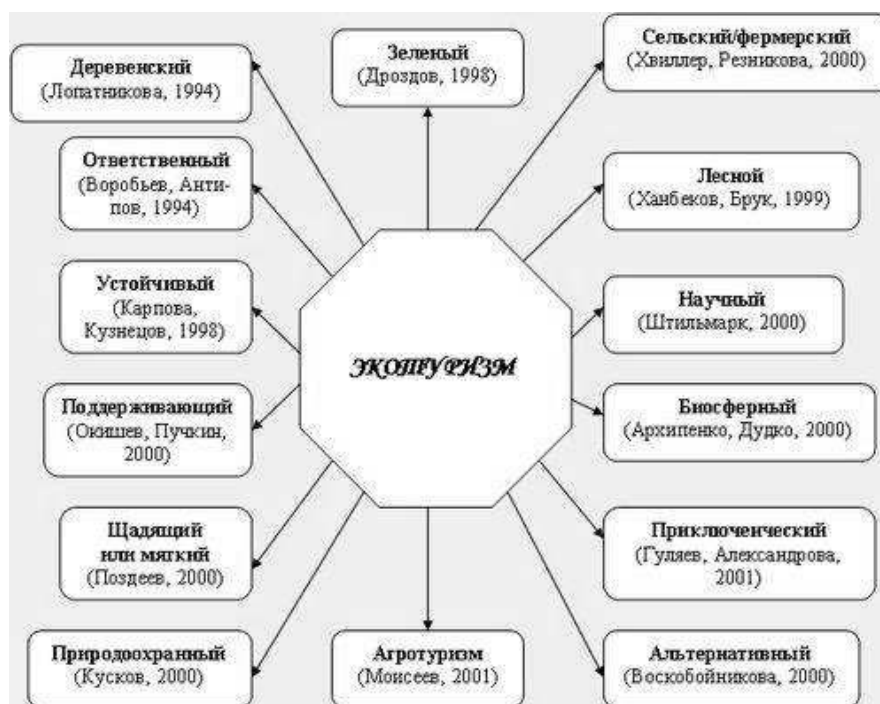 Деревенский
(Лопатникова, 1994)
Зеленый
(Дроздов, 1998)
Сельский/фермерский
(Хвиллер, Резникова, 2000)
Ответственный
(Воробьев, Анти-
пов, 1994)
Лесной
(Ханбеков, Брук, 1999)
Устойчивый
(Карпова,
Кузнецов, 1998)
Научный
(Штильмарк, 2000)
ЭКОТУРИЗМ
Поддерживающий
(Окишев, Пучкин,
2000)
Биосферный
(Архипенко, Дудко, 2000)
Щадящий
или мягкий
(Поздеев, 2000)
Приключенческий
(Гуляев, Александрова,
2001)
Природоохранный
(Кусков, 2000)
Агротуризм
(Моисеев, 2001)
Альтернативный
(Воскобойникова, 2000)